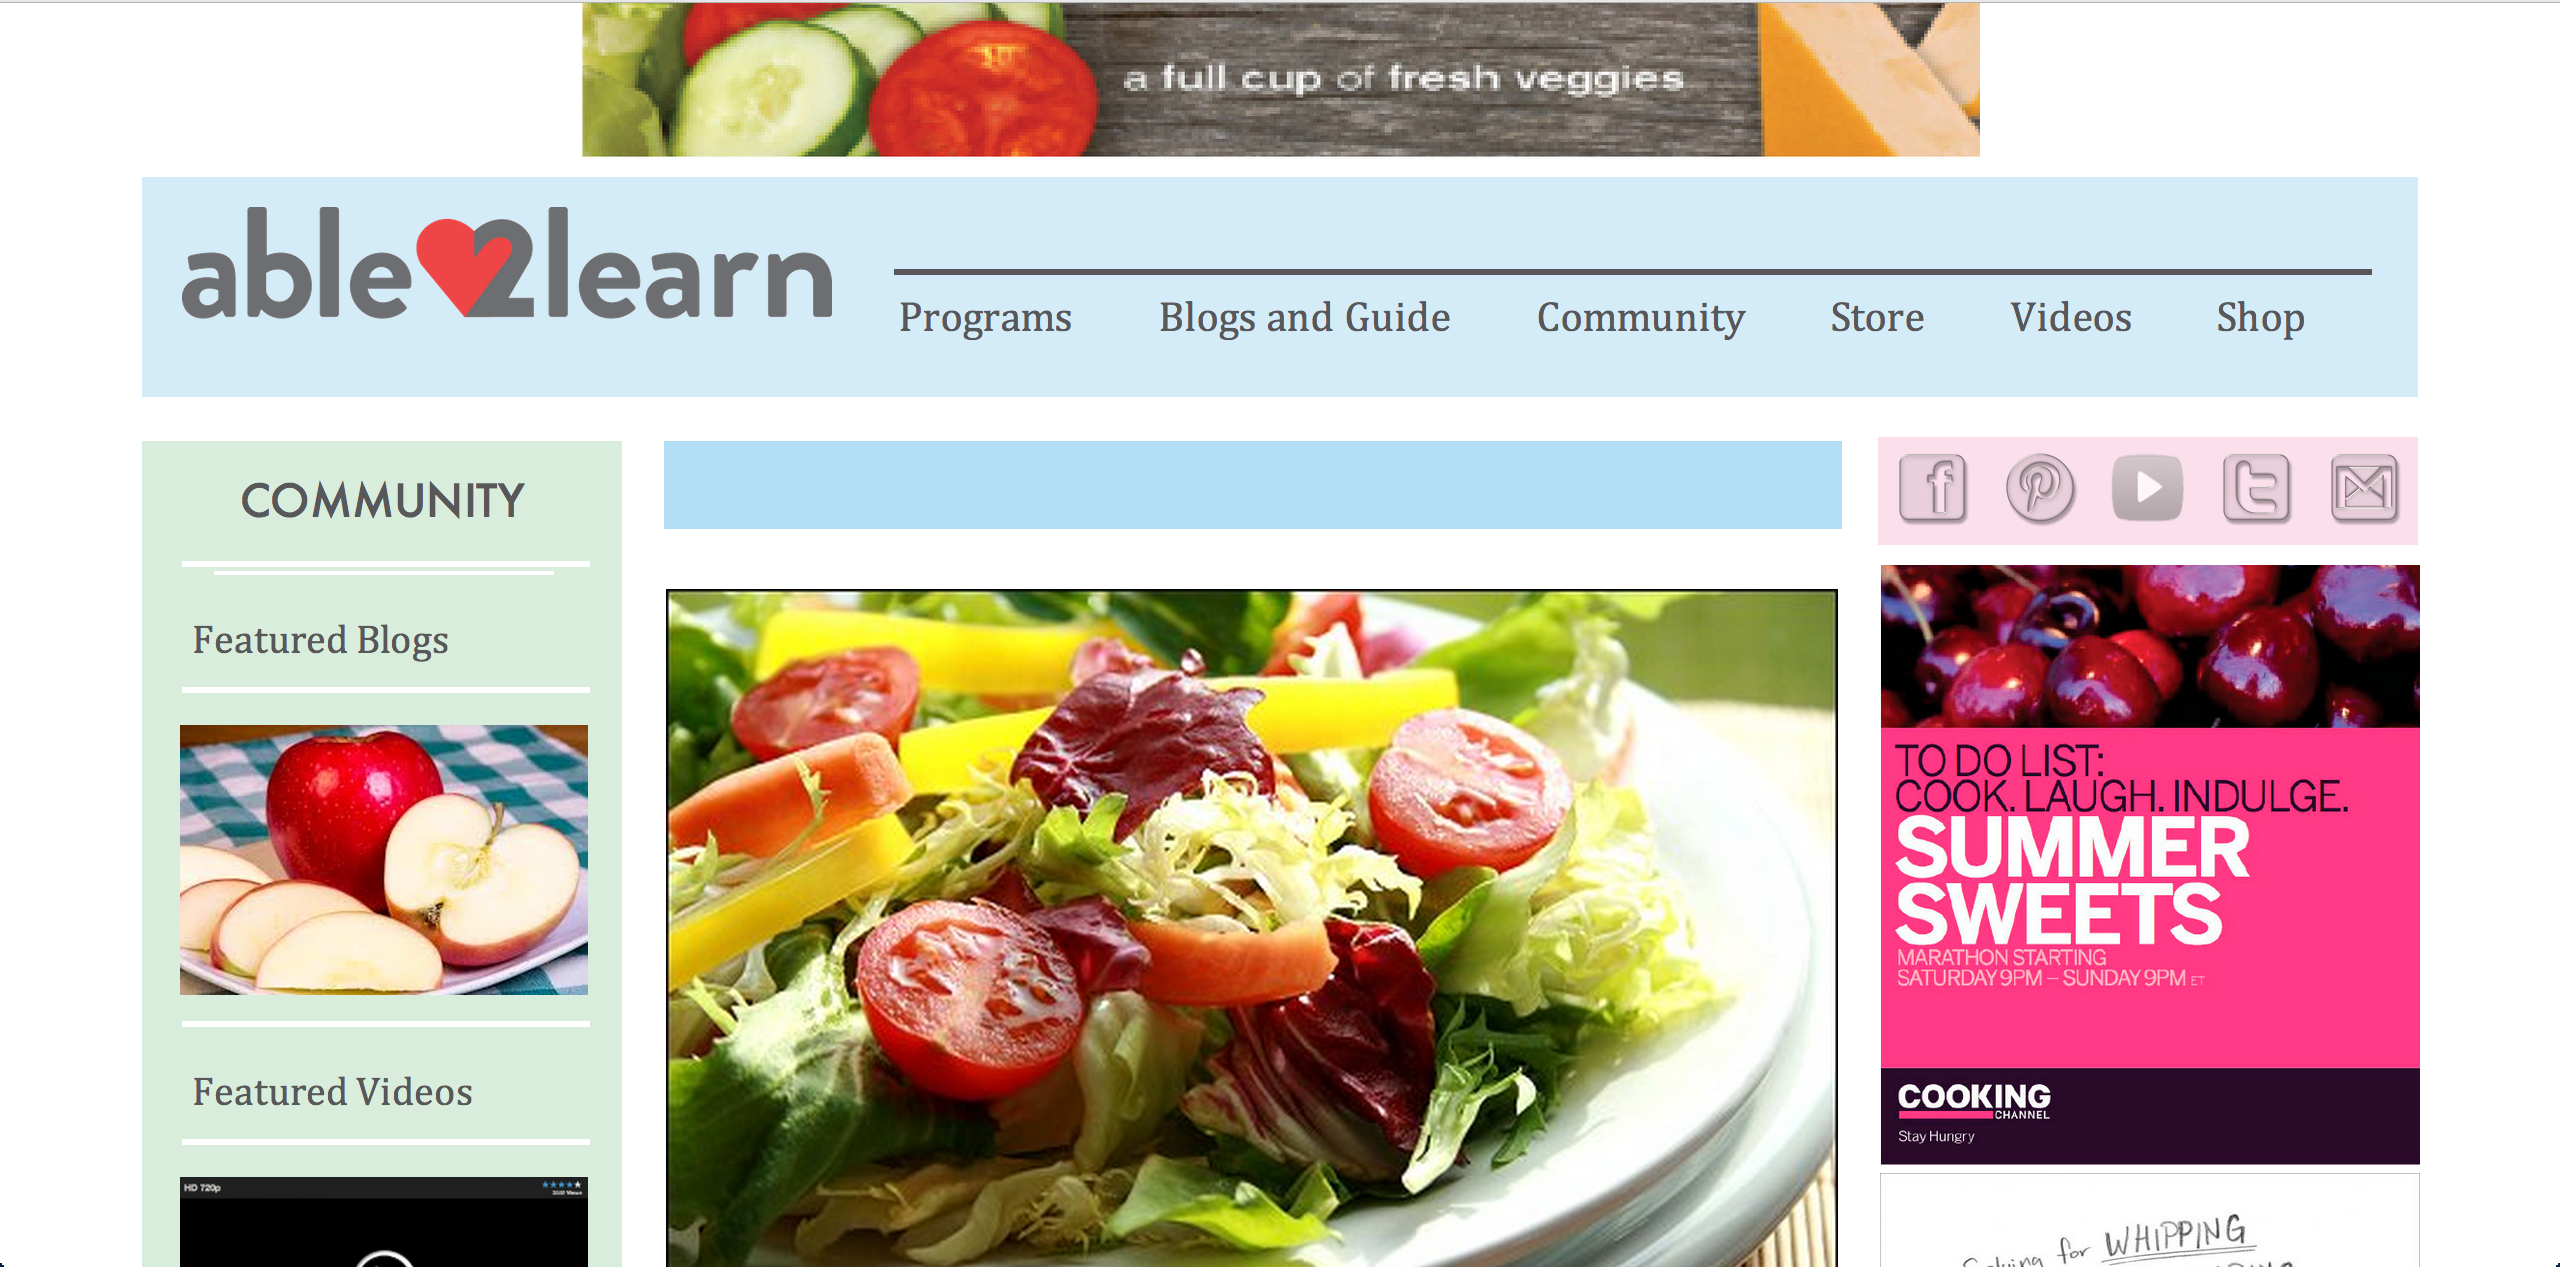 a full cup of fresh veggies
able2learn
Programs Blogs and Guide Community Store Videos Shop
COMMUNITY
Featured Blogs
Featured Videos
HD 720p
TO DO LIST:
COOK. LAUGH. INDULGE.
SUMMER
SWEETS
MARATHON STARTING
SATURDAY 9PM – SUNDAY 9PM ET
COOKING
CHANNEL
Stay Hungry
for WHIPPING